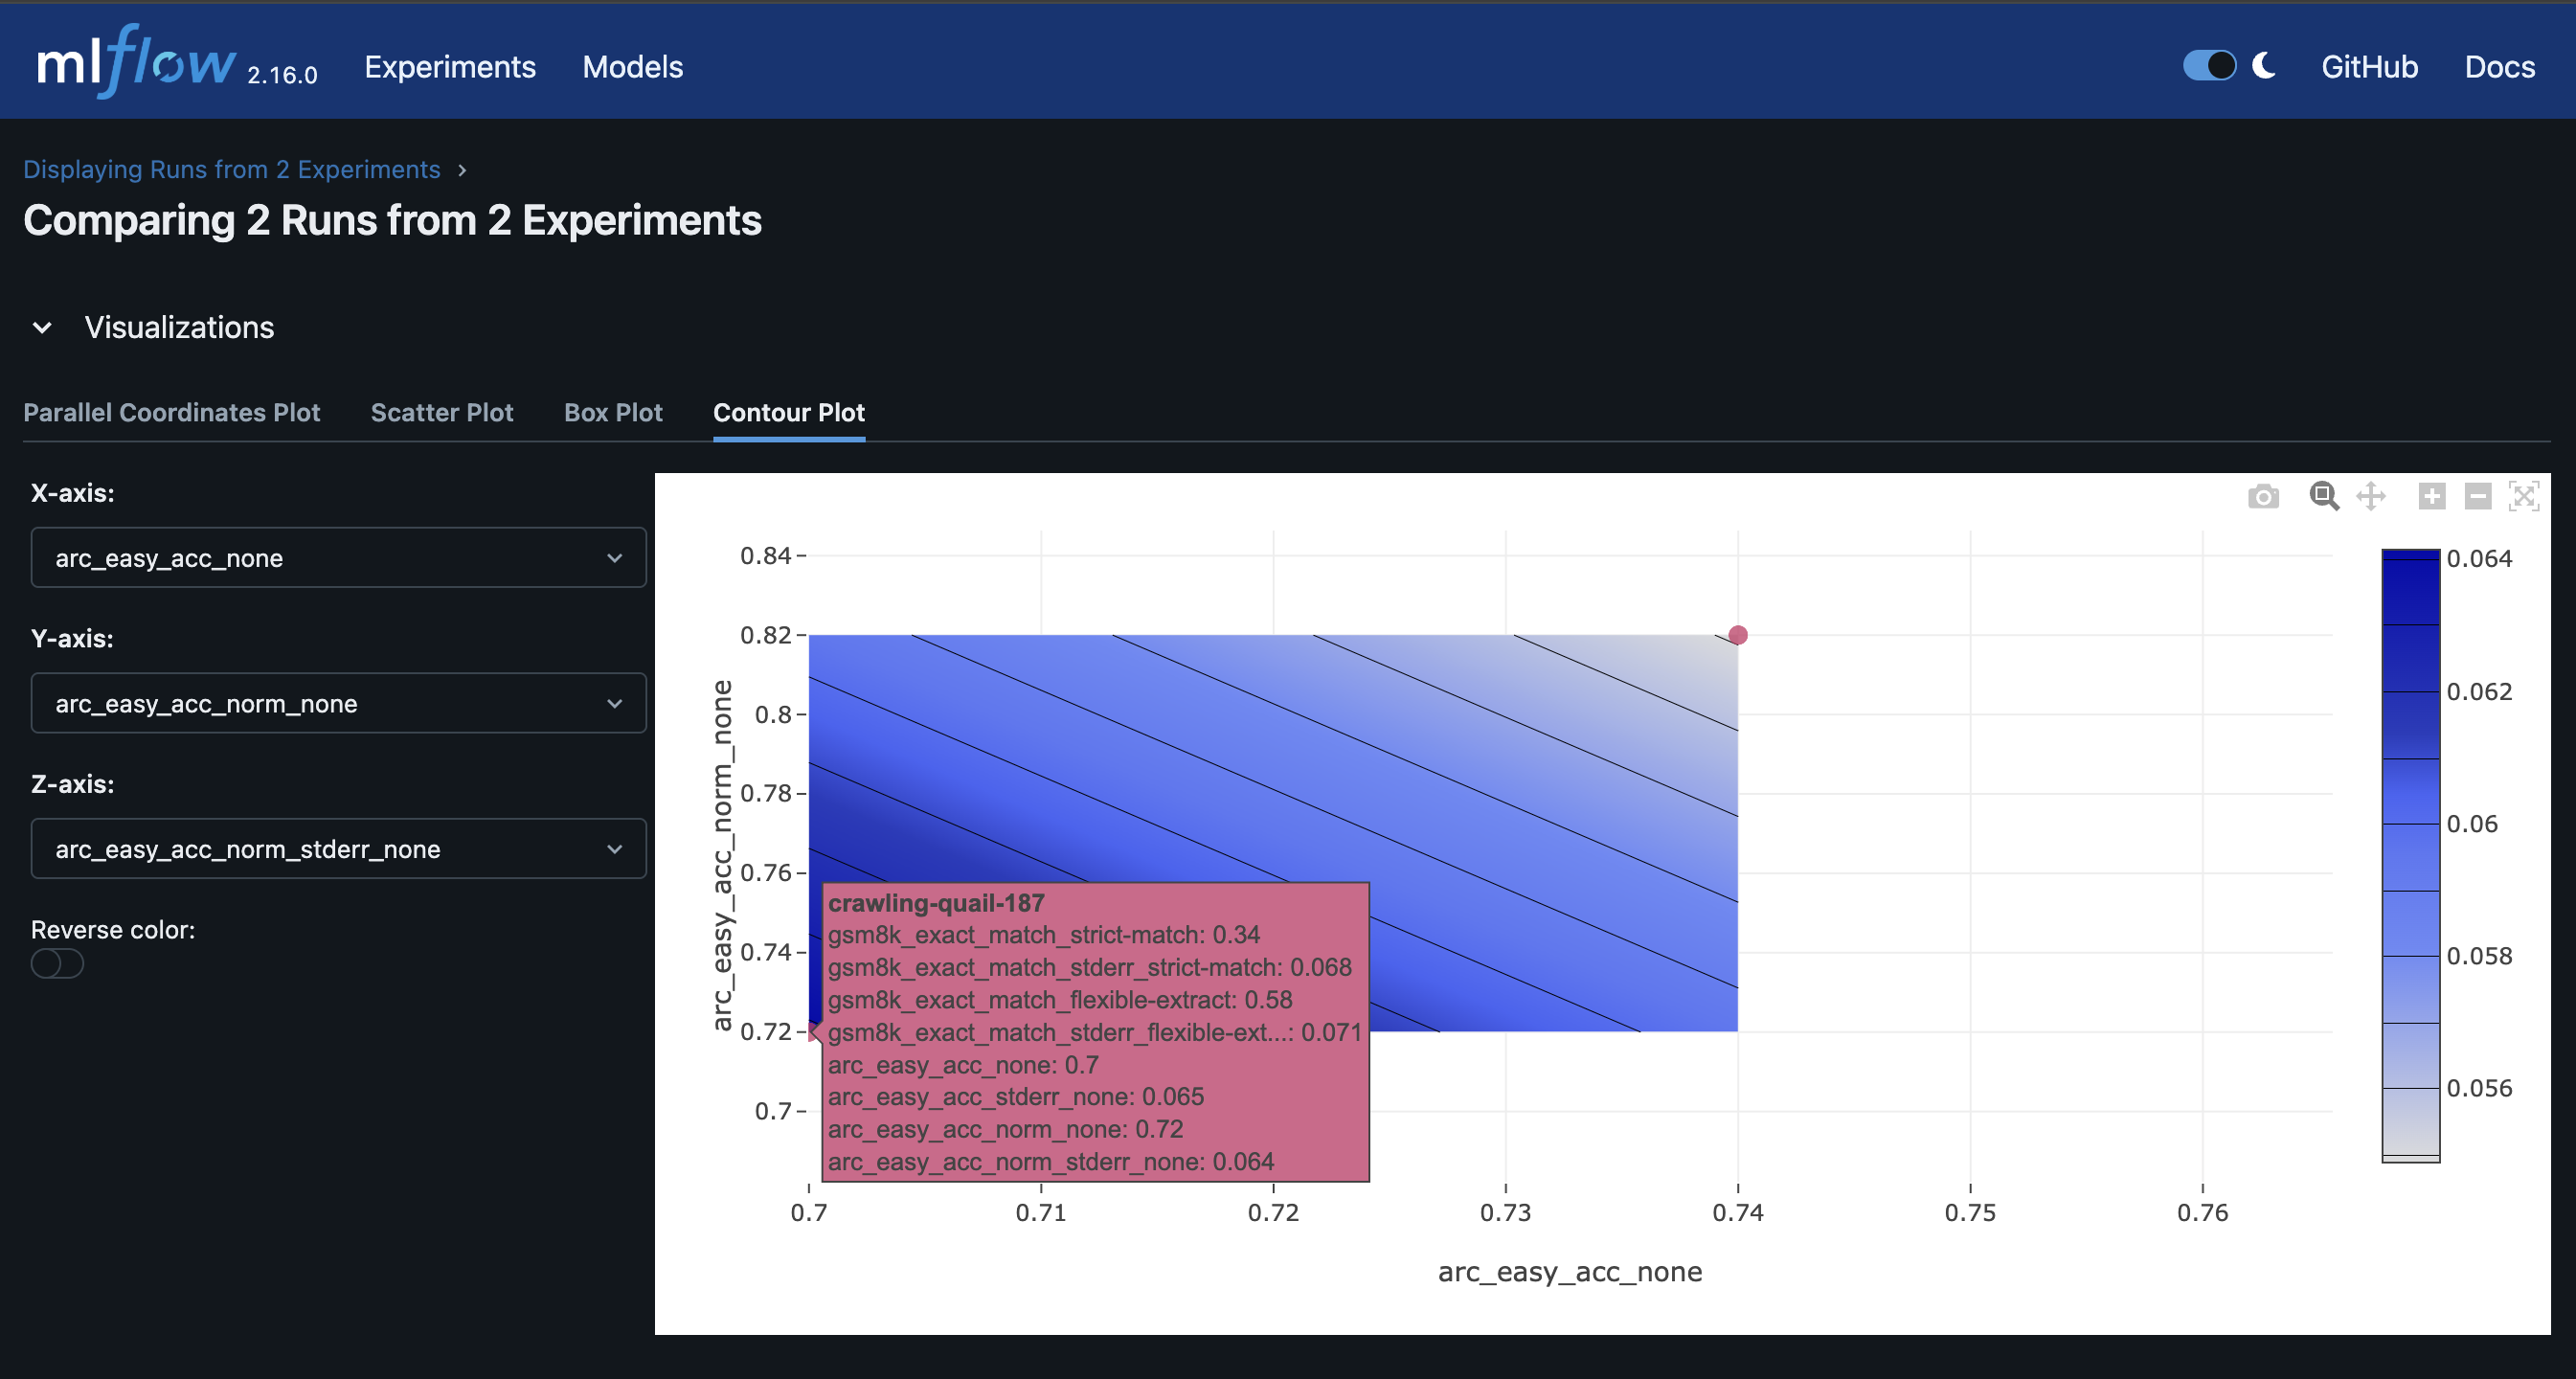 mlflow 2.16.0 Experiments Models GitHub Docs
Displaying Runs from 2 Experiments
Comparing 2 Runs from 2 Experiments
Visualizations
Parallel Coordinates Plot Scatter Plot Box Plot Contour Plot
X-axis:
arc_easy_acc_none
Y-axis:
arc_easy_acc_norm_none
Z-axis:
arc_easy_acc_norm_stderr_none
Reverse color:
arc_easy_acc_norm_none
0.84
0.82
0.8
0.78
0.76
0.74
0.72
0.7
crawling-quail-187
gsm8k_exact_match_strict-match: 0.34
gsm8k_exact_match_stderr_strict-match: 0.068
gsm8k_exact_match_flexible-extract: 0.58
gsm8k_exact_match_stderr_flexible-ext...: 0.071
arc_easy_acc_none: 0.7
arc_easy_acc_stderr_none: 0.065
arc_easy_acc_norm_none: 0.72
arc_easy_acc_norm_stderr_none: 0.064
0.7 0.71 0.72 0.73 0.74 0.75 0.76
arc_easy_acc_none
0.064
0.062
0.06
0.058
0.056